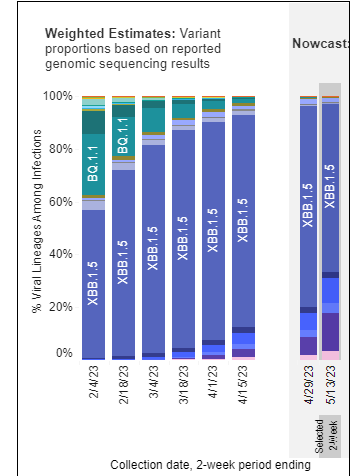 Weighted Estimates: Variant
proportions based on reported
genomic sequencing results
Nowcast:
% Viral Lineages Among Infections
100%
80%
60%
40%
20%
0%
BQ.1.1
BQ.1.1
XBB.1.5
XBB.1.5
XBB.1.5
XBB.1.5
XBB.1.5
XBB.1.5
XBB.1.5
XBB.1.5
2/4/23
2/18/23
3/4/23
3/18/23
4/1/23
4/15/23
4/29/23
5/13/23
Selected
2-Week
Collection date, 2-week period ending